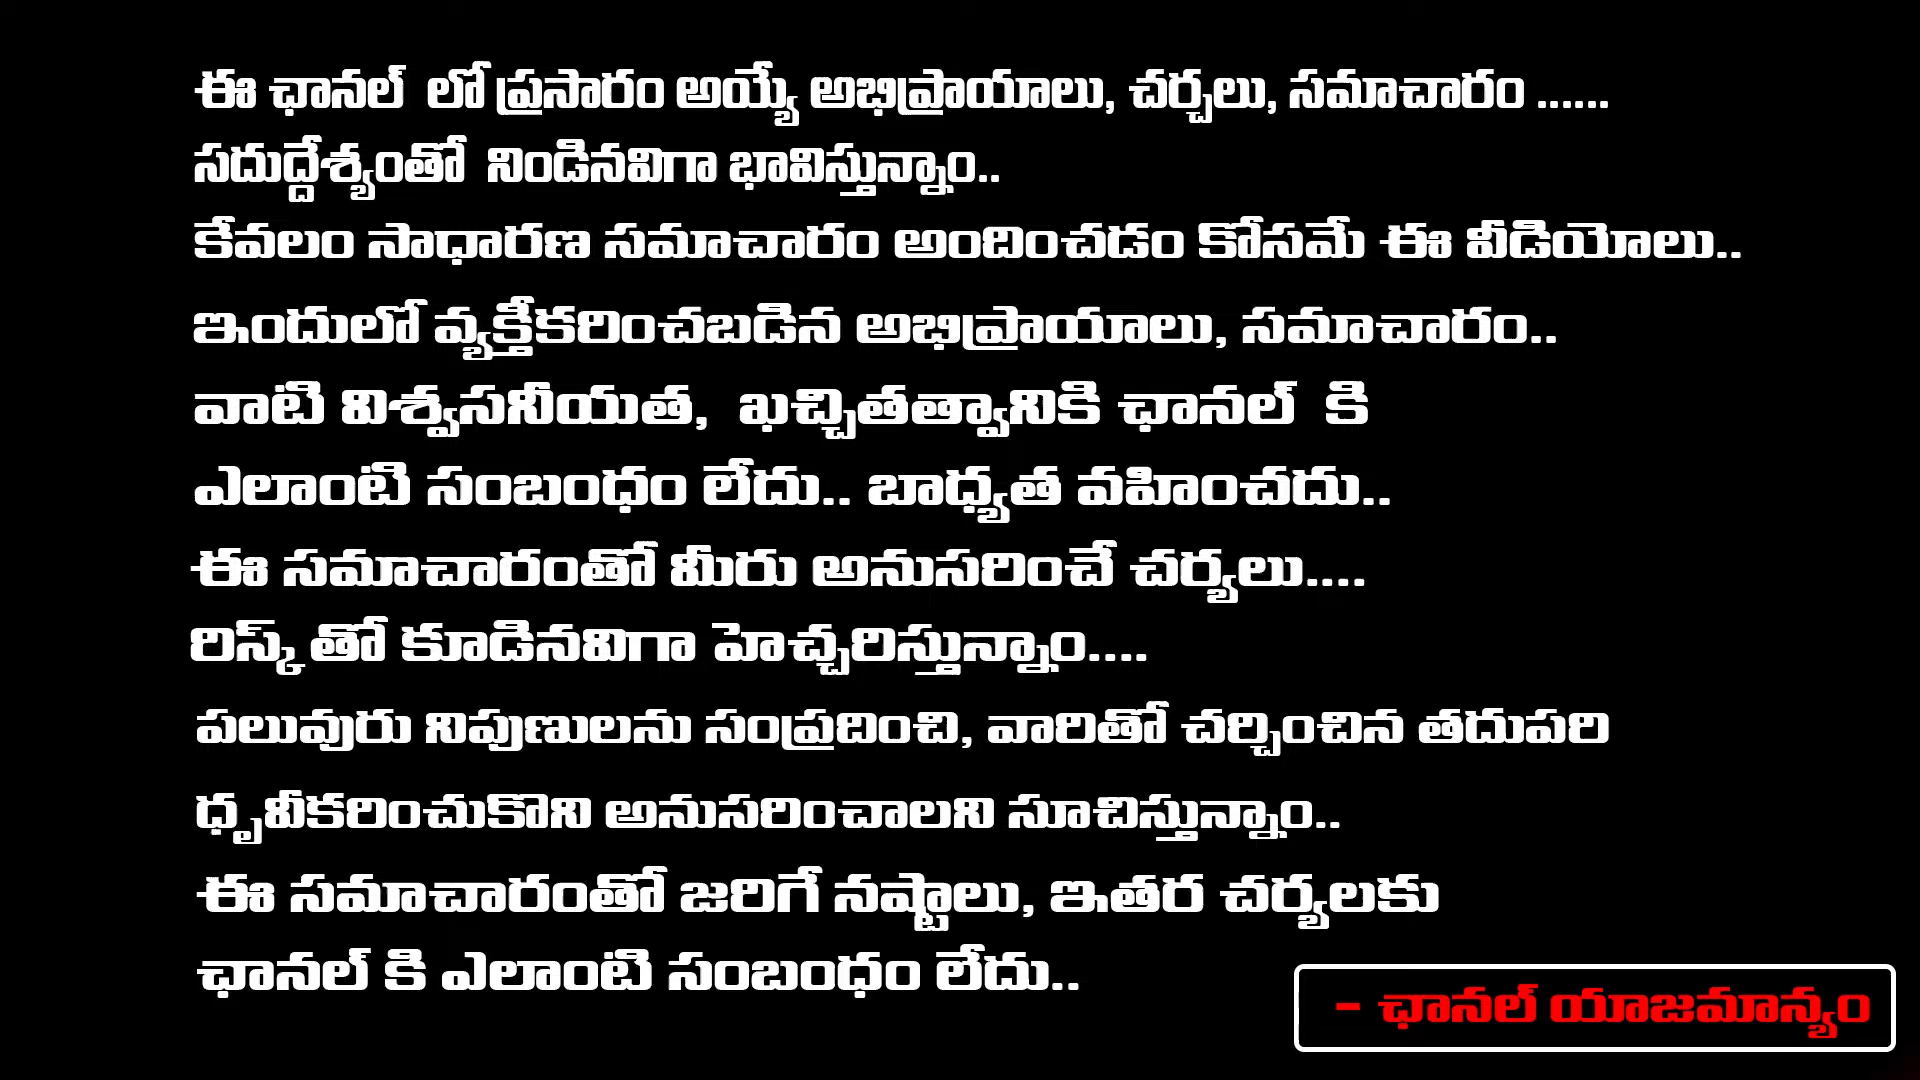 ఈ ఛానల్ లో ప్రసారం అయ్యే అభిప్రాయాలు, చర్చలు, సమాచారం ......
సదుద్దేశ్యంతో నిండినవిగా భావిస్తున్నాం..
కేవలం సాధారణ సమాచారం అందించడం కోసమే ఈ వీడియోలు..
ఇందులో వ్యక్తీకరించబడిన అభిప్రాయాలు, సమాచారం..
వాటి విశ్వసనీయత, ఖచ్చితత్వానికి ఛానల్ కి
ఎలాంటి సంబంధం లేదు.. బాధ్యత వహించదు..
ఈ సమాచారంతో మీరు అనుసరించే చర్యలు....
రిస్క్ తో కూడినవిగా హెచ్చరిస్తున్నాం....
పలువురు నిపుణులను సంప్రదించి, వారితో చర్చించిన తదుపరి
ధృవీకరించుకొని అనుసరించాలని సూచిస్తున్నాం..
ఈ సమాచారంతో జరిగే నష్టాలు, ఇతర చర్యలకు
ఛానల్ కి ఎలాంటి సంబంధం లేదు..
- ఛానల్ యాజమాన్యం